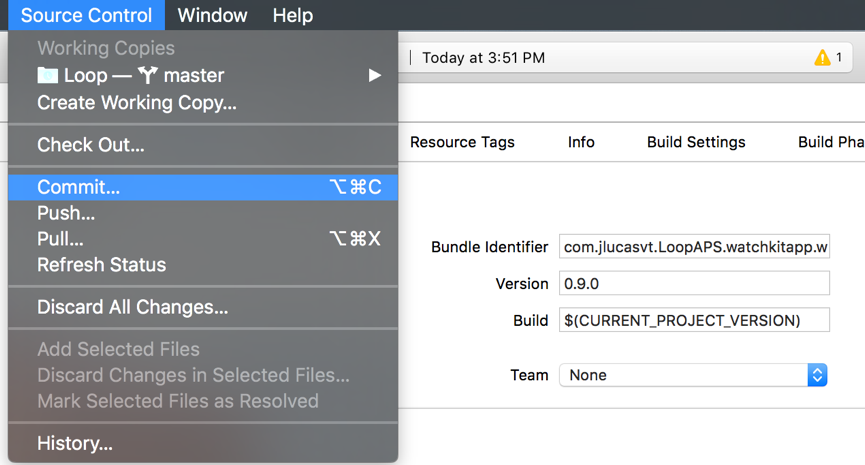 Source Control Window Help
Working Copies
Loop — master
Create Working Copy...
Check Out...
Commit... ⌥⌘C
Push...
Pull... ⌥⌘X
Refresh Status
Discard All Changes...
Add Selected Files
Discard Changes in Selected Files...
Mark Selected Files as Resolved
History...
Today at 3:51 PM 1
Resource Tags Info Build Settings Build Pha
Bundle Identifier com.jlucasvt.LoopAPS.watchkitapp.w
Version 0.9.0
Build $(CURRENT_PROJECT_VERSION)
Team None